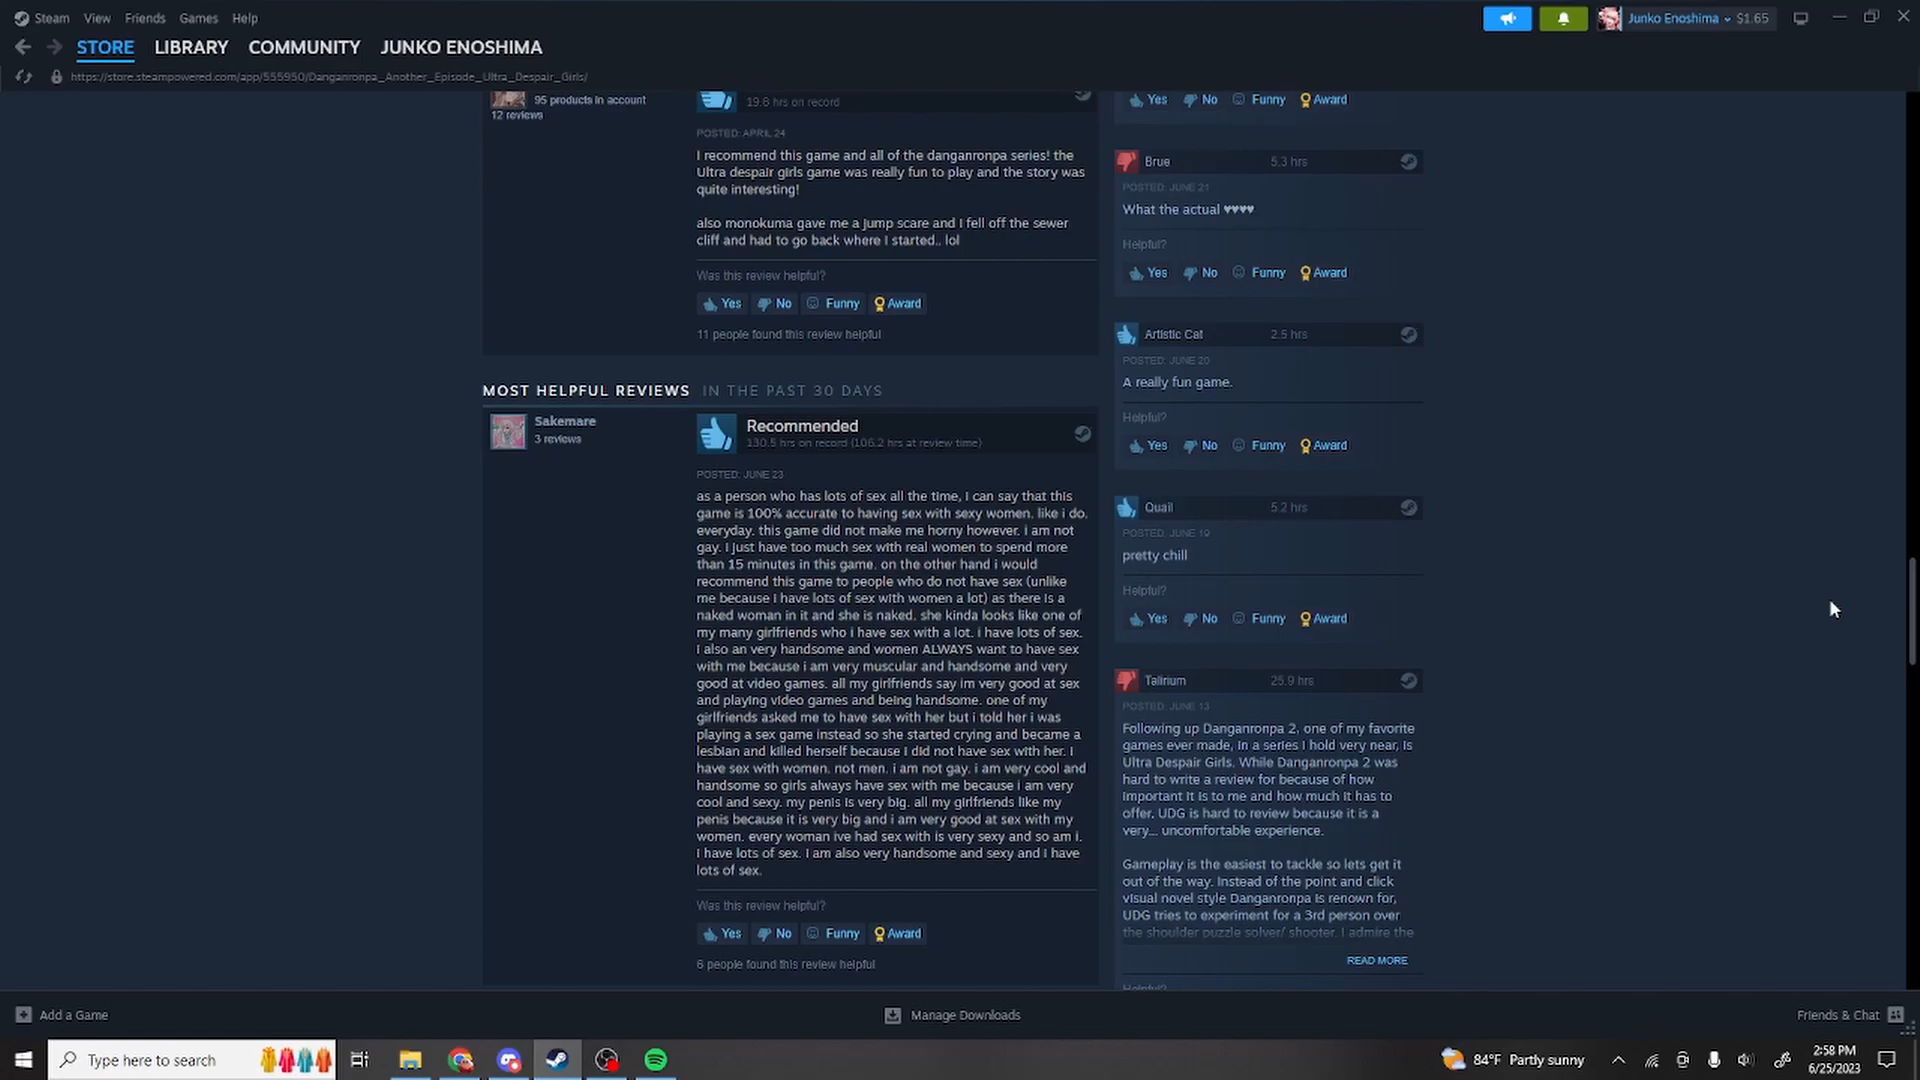 Steam View Friends Games Help
Junko Enoshima $1.65
STORE LIBRARY COMMUNITY JUNKO ENOSHIMA
https://store.steampowered.com/app/555950/Danganronpa_Another_Episode_Ultra_Despair_Girls/
95 products in account
12 reviews
19.6 hrs on record
POSTED: APRIL 24
I recommend this game and all of the danganronpa series! the
Ultra despair girls game was really fun to play and the story was
quite interesting!
also monokuma gave me a jump scare and I fell off the sewer
cliff and had to go back where I started.. lol
Was this review helpful?
Yes No Funny Award
11 people found this review helpful
MOST HELPFUL REVIEWS IN THE PAST 30 DAYS
Sakemare
3 reviews
Recommended
130.5 hrs on record (106.2 hrs at review time)
POSTED: JUNE 23
as a person who has lots of sex all the time, i can say that this
game is 100% accurate to having sex with sexy women. like i do.
everyday. this game did not make me horny however. i am not
gay. I just have too much sex with real women to spend more
than 15 minutes in this game. on the other hand i would
recommend this game to people who do not have sex (unlike
me because I have lots of sex with women a lot) as there is a
naked woman in it and she is naked. she kinda looks like one of
my many girlfriends who i have sex with a lot. i have lots of sex.
i also an very handsome and women ALWAYS want to have sex
with me because i am very muscular and handsome and very
good at video games. all my girlfriends say im very good at sex
and playing video games and being handsome. one of my
girlfriends asked me to have sex with her but i told her i was
playing a sex game instead so she started crying and became a
lesbian and killed herself because I did not have sex with her. I
have sex with women. not men. i am not gay. i am very cool and
handsome so girls always have sex with me because i am very
cool and sexy. my penis is very big. all my girlfriends like my
penis because it is very big and i am very good at sex with my
women. every woman ive had sex with is very sexy and so am i.
I have lots of sex. I am also very handsome and sexy and I have
lots of sex.
Was this review helpful?
Yes No Funny Award
6 people found this review helpful
Yes No Funny Award
Brue 5.3 hrs
POSTED: JUNE 21
What the actual ♥♥♥♥
Helpful?
Yes No Funny Award
Artistic Cat 2.5 hrs
POSTED: JUNE 20
A really fun game.
Helpful?
Yes No Funny Award
Quail 5.2 hrs
POSTED: JUNE 19
pretty chill
Helpful?
Yes No Funny Award
Talirium 25.9 hrs
POSTED: JUNE 13
Following up Danganronpa 2, one of my favorite
games ever made, in a series I hold very near, is
Ultra Despair Girls. While Danganronpa 2 was
hard to write a review for because of how
important it is to me and how much it has to
offer. UDG is hard to review because it is a
very... uncomfortable experience.
Gameplay is the easiest to tackle so lets get it
out of the way. Instead of the point and click
visual novel style Danganronpa is renown for,
UDG tries to experiment for a 3rd person over
the shoulder puzzle solver/ shooter. I admire the
READ MORE
Helpful?
Add a Game
Manage Downloads
Friends & Chat
Type here to search
84°F Partly sunny
2:58 PM
6/25/2023